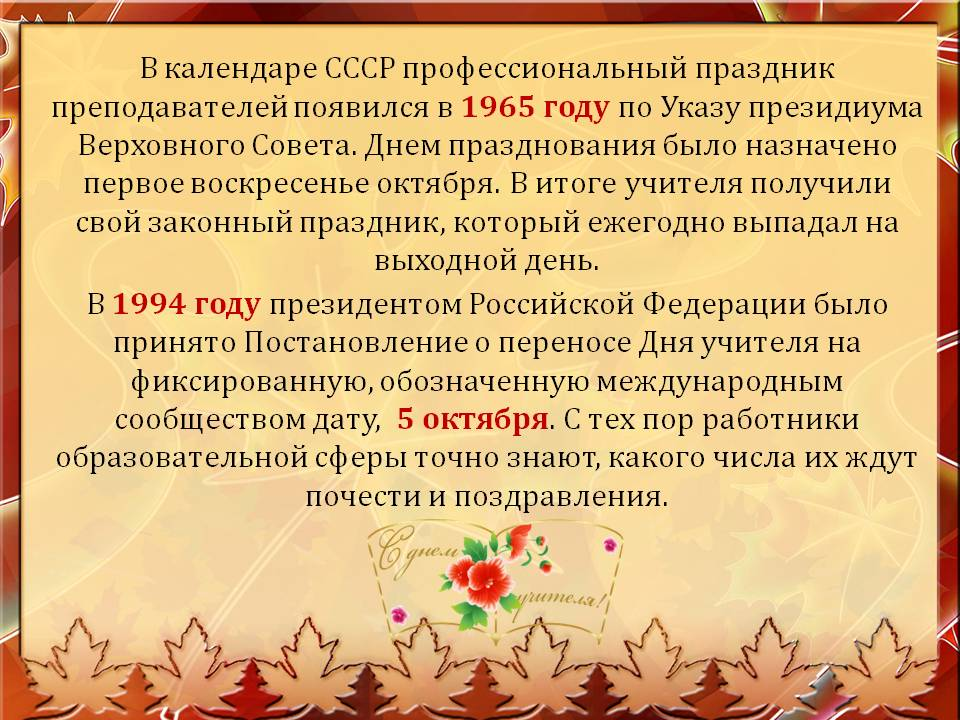 В календаре СССР профессиональный праздник
преподавателей появился в 1965 году по Указу президиума
Верховного Совета. Днем празднования было назначено
первое воскресенье октября. В итоге учителя получили
свой законный праздник, который ежегодно выпадал на
выходной день.
В 1994 году президентом Российской Федерации было
принято Постановление о переносе Дня учителя на
фиксированную, обозначенную международным
сообществом дату, 5 октября. С тех пор работники
образовательной сферы точно знают, какого числа их ждут
почести и поздравления.
С днем
учителя!